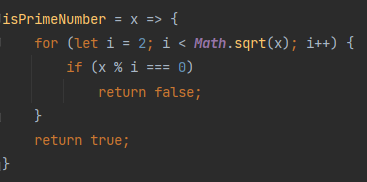 isPrimeNumber = x => {
    for (let i = 2; i < Math.sqrt(x); i++) {
        if (x % i === 0)
            return false;
    }
    return true;
}